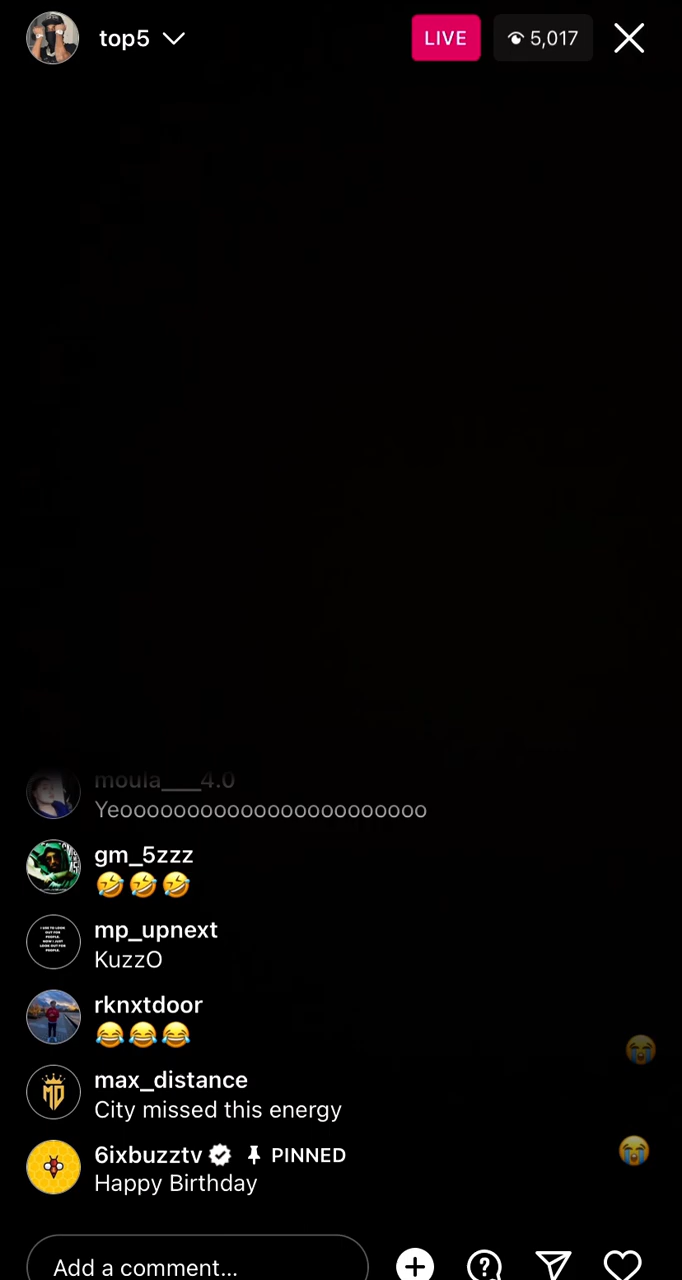 top5
LIVE
5,017
moula___4.0
Yeooooooooooooooooooooooo
gm_5zzz
🤣🤣🤣
mp_upnext
KuzzO
rknxtdoor
😂😂😂
max_distance
City missed this energy
6ixbuzztv PINNED
Happy Birthday
Add a comment...